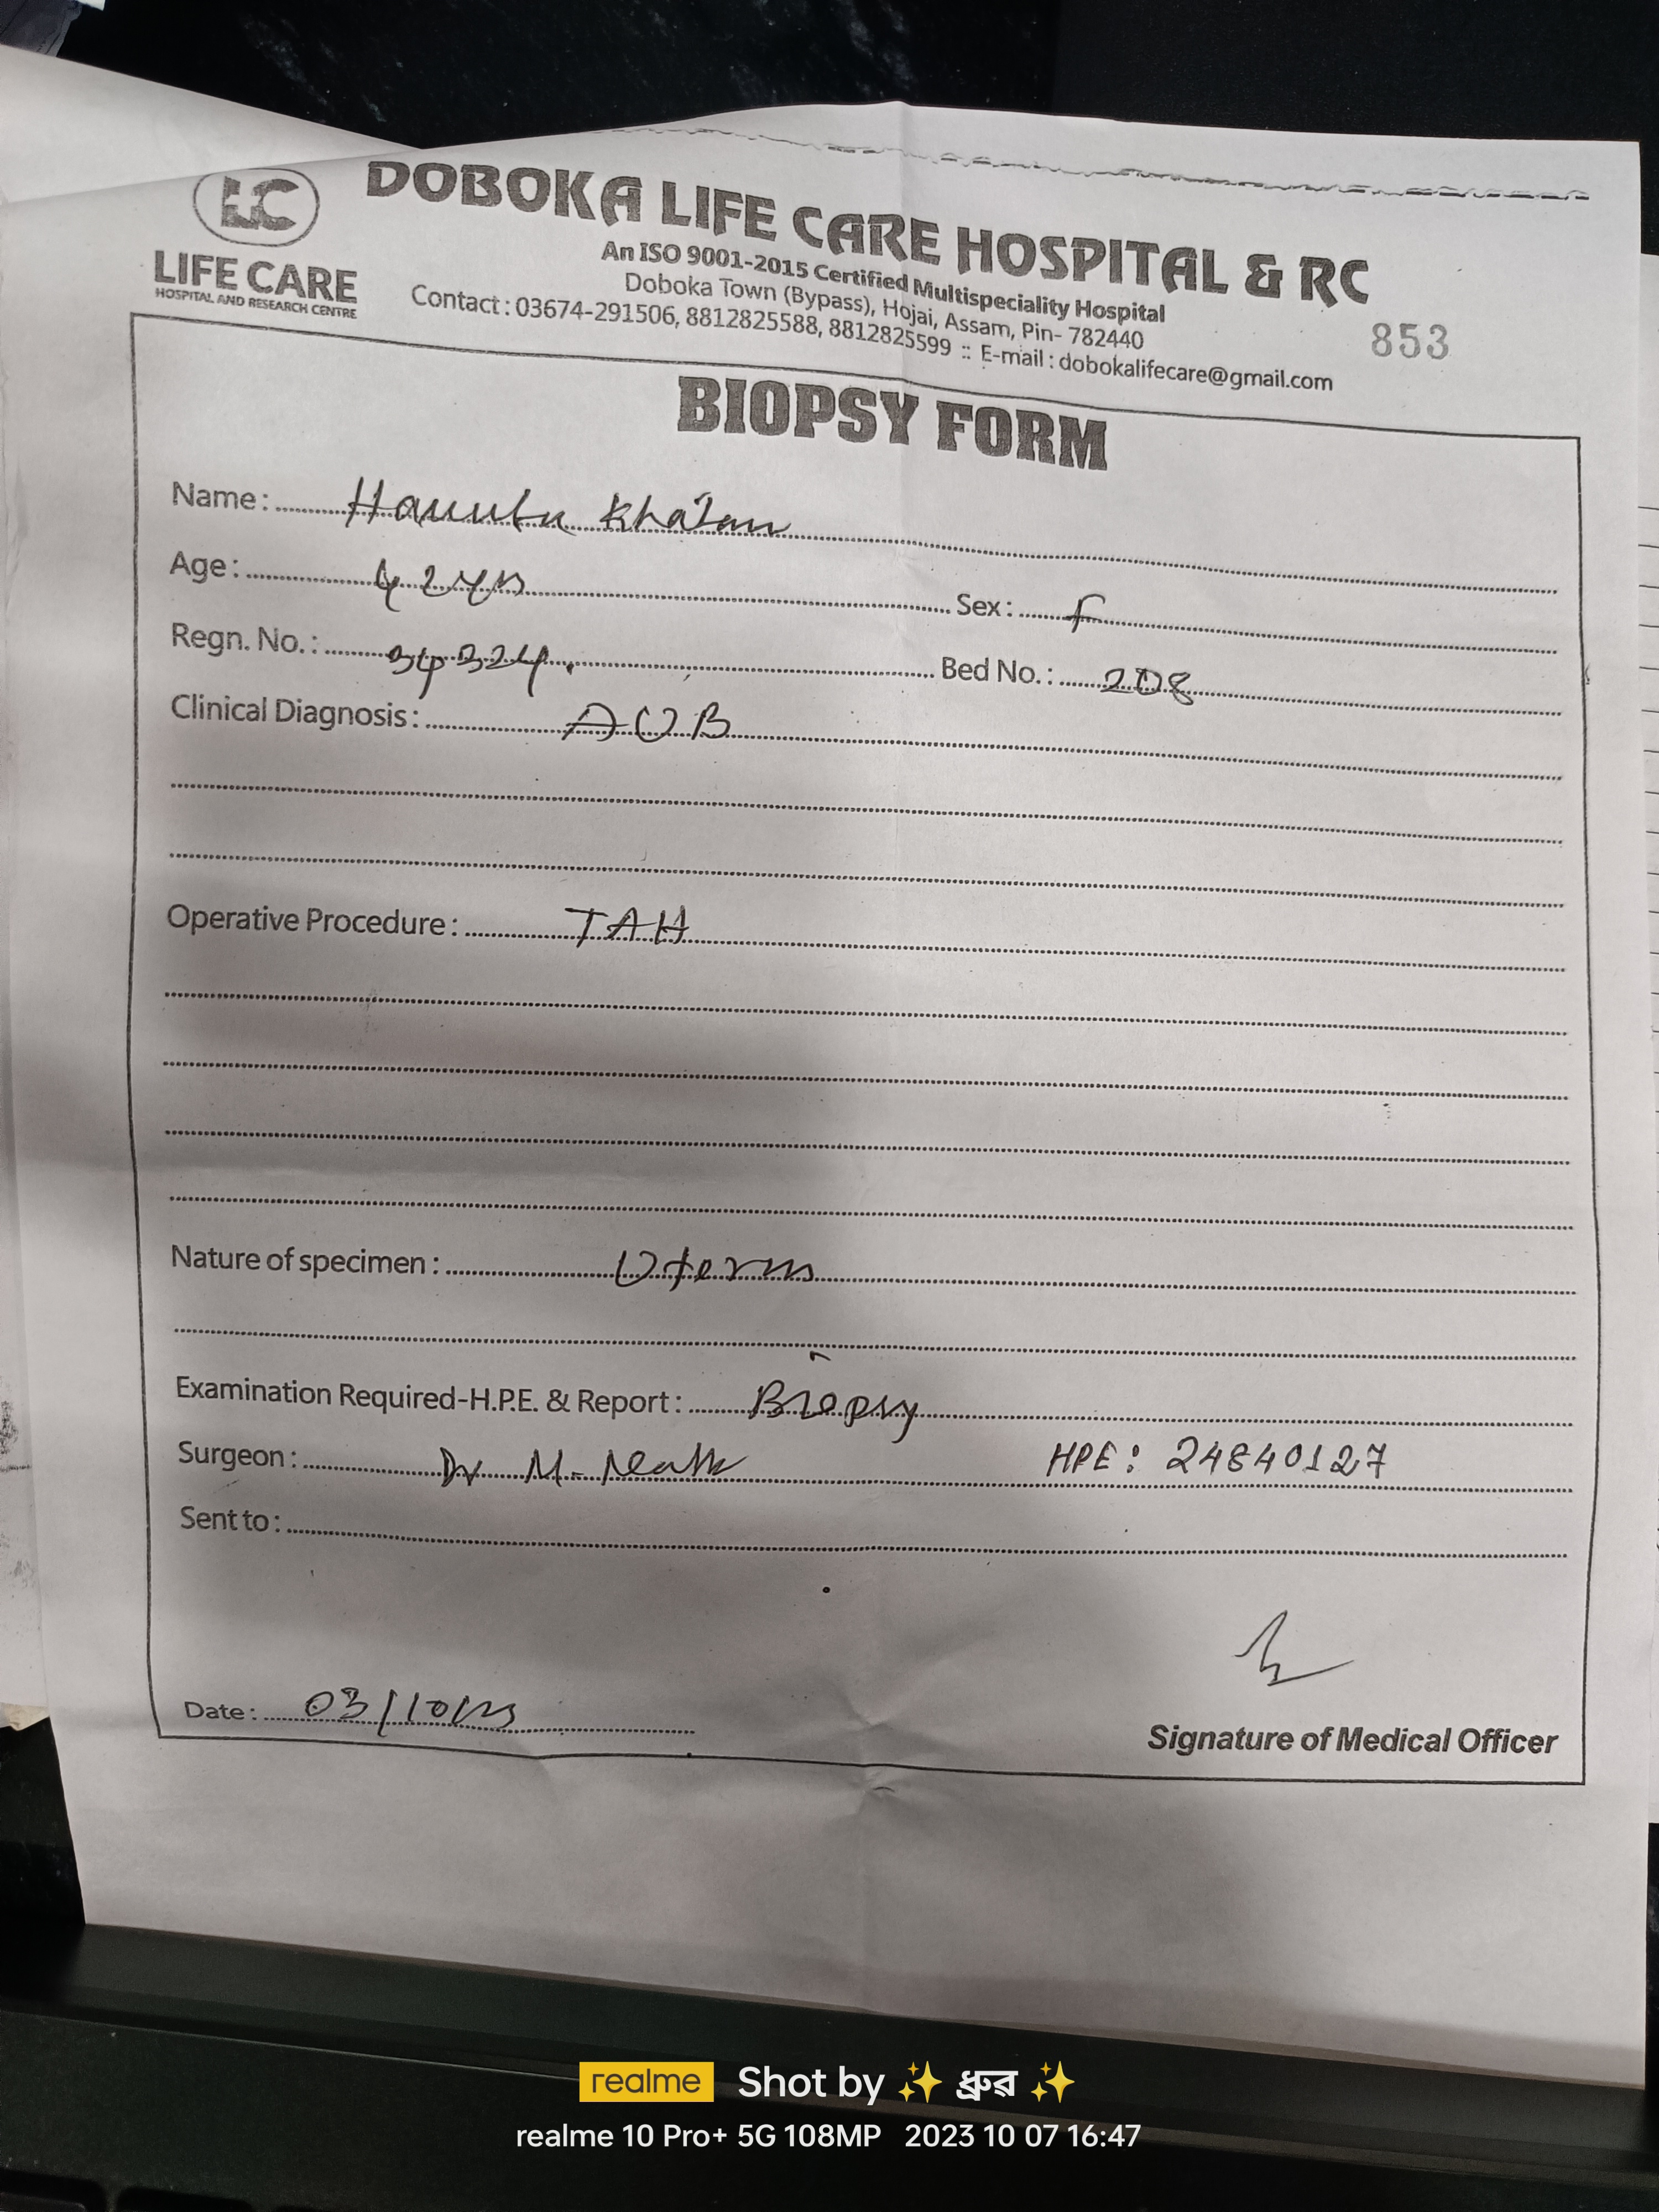 LC
LIFE CARE
HOSPITAL AND RESEARCH CENTRE
DOBOKA LIFE CARE HOSPITAL & RC
An ISO 9001-2015 Certified Multispeciality Hospital
Doboka Town (Bypass), Hojai, Assam, Pin- 782440
Contact : 03674-291506, 8812825588, 8812825599 :: E-mail : dobokalifecare@gmail.com
853
BIOPSY FORM
Name : Khatun
Age : 42 yrs Sex : F
Regn. No. : 34324. Bed No. : 208
Clinical Diagnosis : AUB
Operative Procedure : TAH
Nature of specimen : Uterus
Examination Required-H.P.E. & Report : Biopsy
Surgeon : Dr M. HPE: 24840127
Sent to :
Date : 03/10/23
Signature of Medical Officer
realme Shot by ✨ ধ্ৰুৱ ✨
realme 10 Pro+ 5G 108MP 2023 10 07 16:47